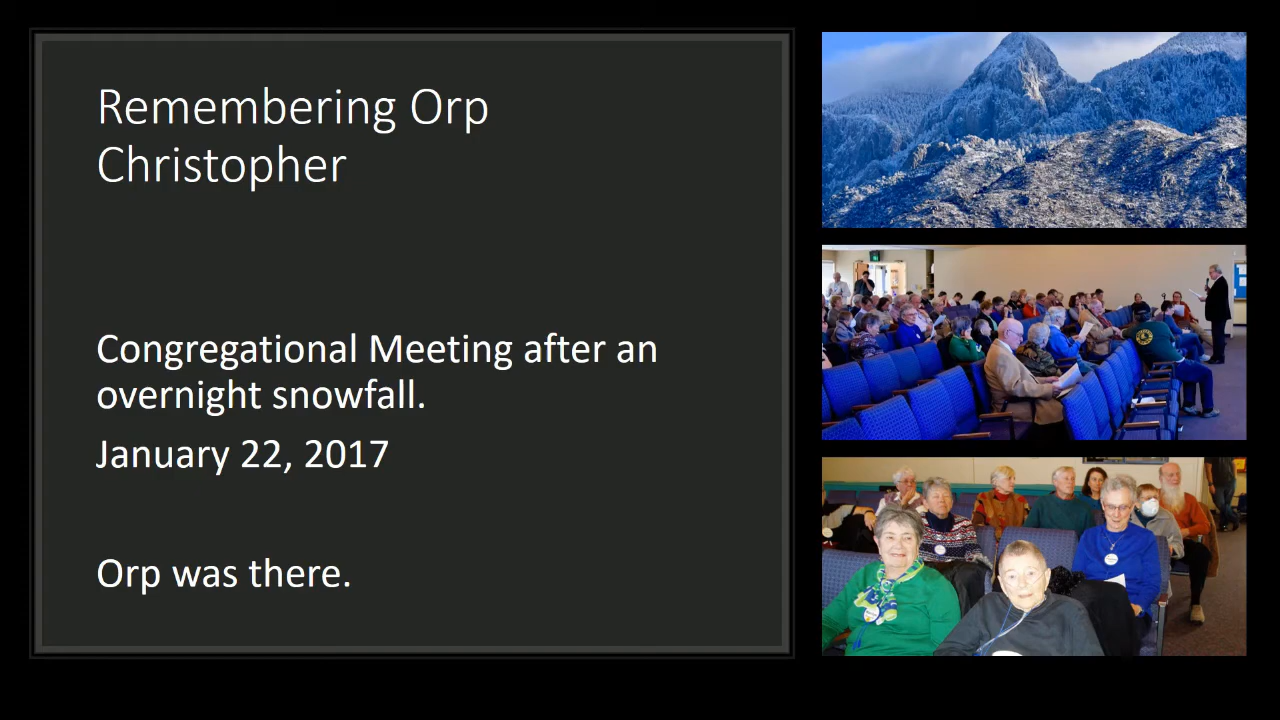 Remembering Orp
Christopher
Congregational Meeting after an
overnight snowfall.
January 22, 2017
Orp was there.